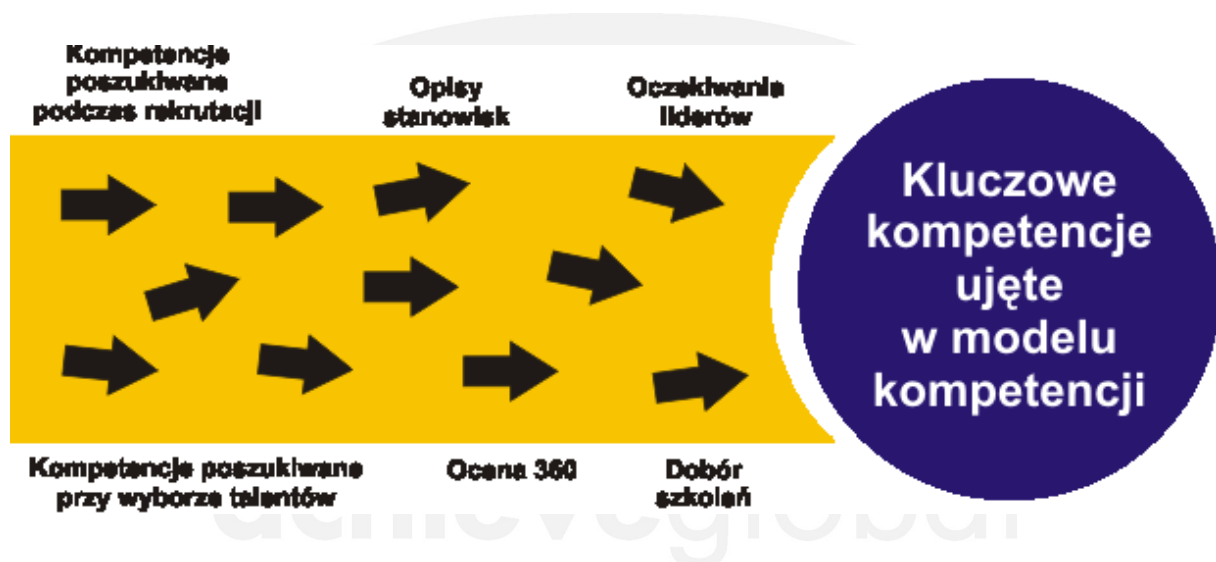 Kompetencje
poszukiwane
podczas rekrutacji
Opisy
stanowisk
Oczekiwania
liderów
Kluczowe
kompetencje
ujęte
w modelu
kompetencji
Kompetencje poszukiwane
przy wyborze talentów
Ocena 360
Dobór
szkoleń
achieveglobal